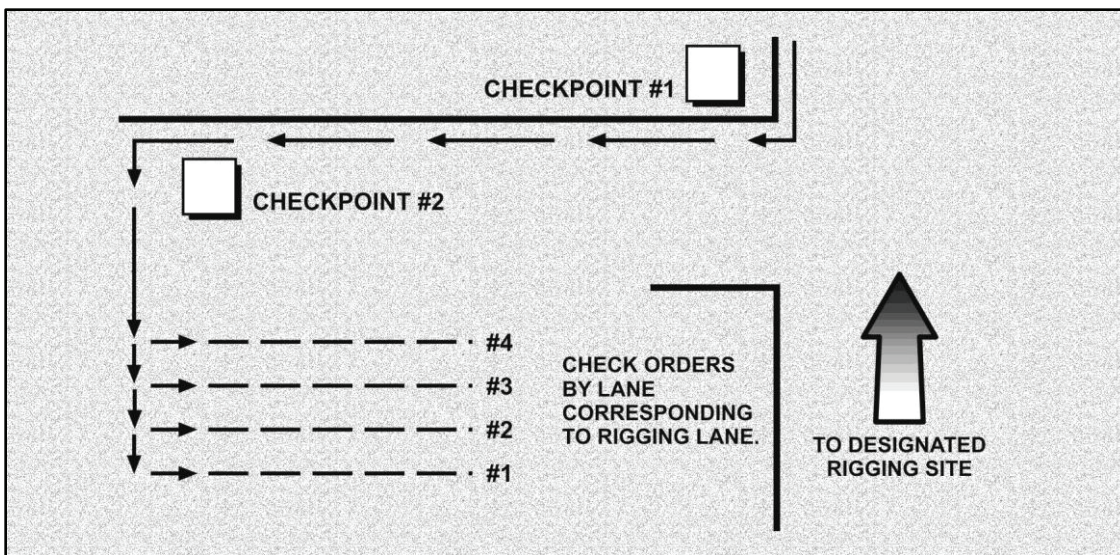 CHECKPOINT #1
CHECKPOINT #2
#4
#3
#2
#1
CHECK ORDERS
BY LANE
CORRESPONDING
TO RIGGING LANE.
TO DESIGNATED
RIGGING SITE